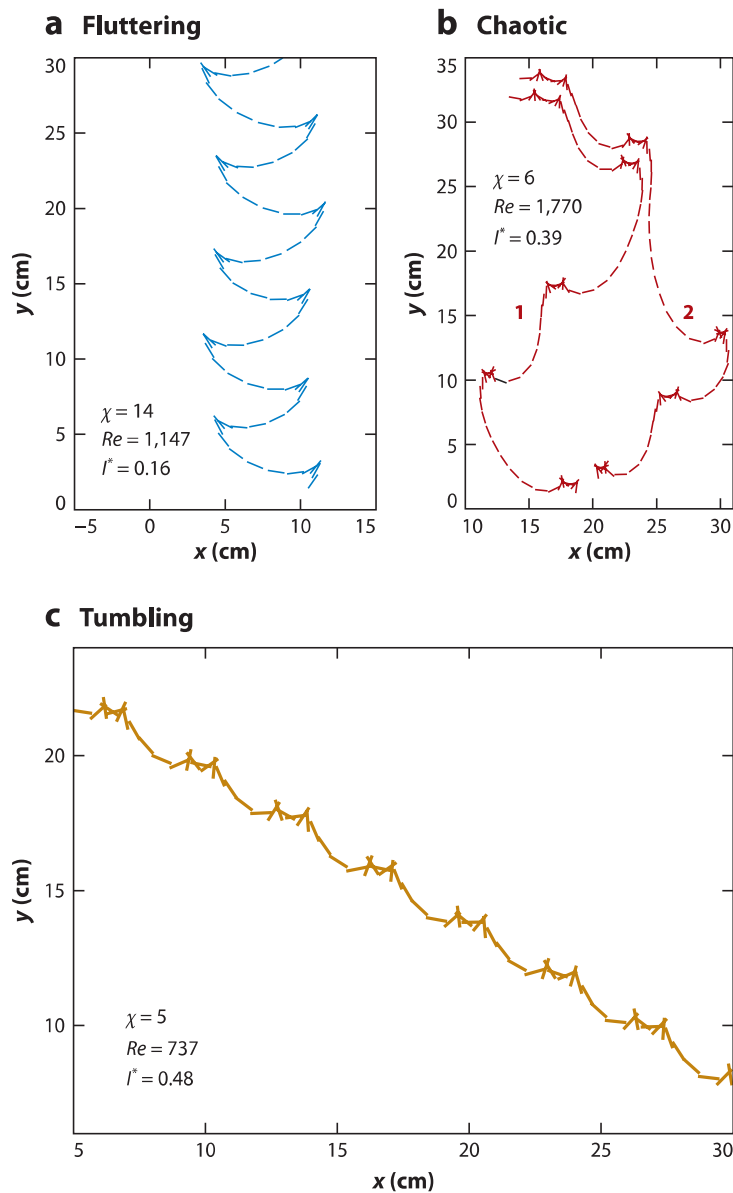 a Fluttering
30
25
20
15
10
5
0
y (cm)
χ = 14
Re = 1,147
I* = 0.16
−5 0 5 10 15
x (cm)
b Chaotic
35
30
25
20
15
10
5
0
y (cm)
χ = 6
Re = 1,770
I* = 0.39
1
2
10 15 20 25 30
x (cm)
c Tumbling
20
15
10
y (cm)
χ = 5
Re = 737
I* = 0.48
5 10 15 20 25 30
x (cm)